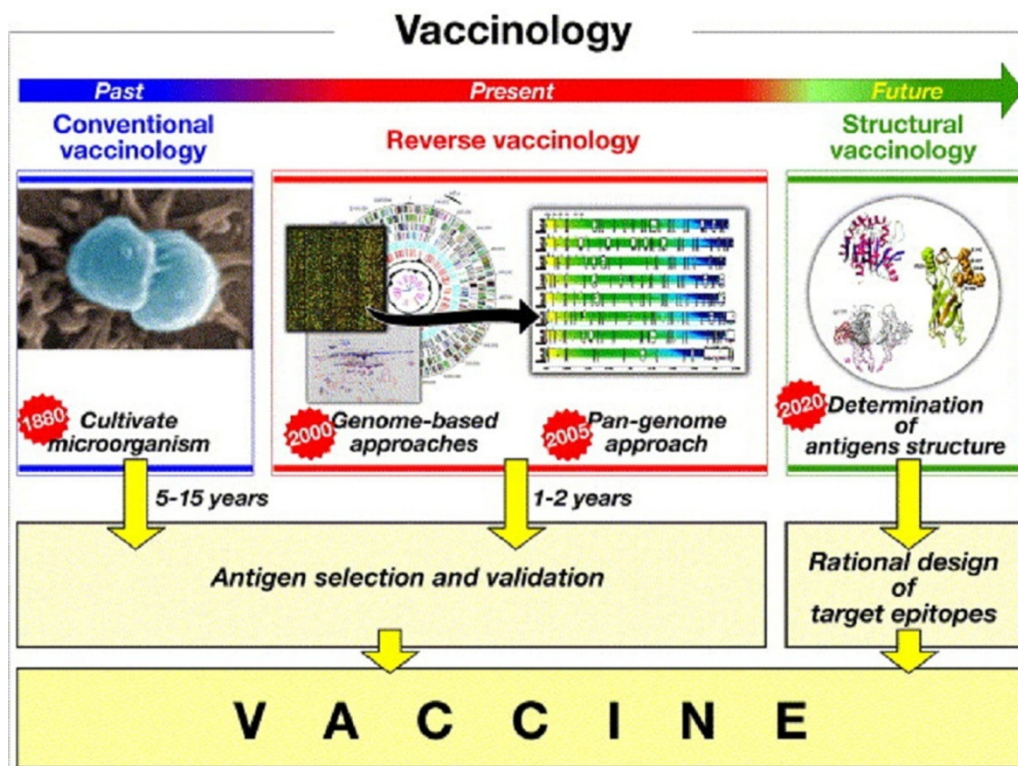 Vaccinology
Past
Present
Future
Conventional
vaccinology
Reverse vaccinology
Structural
vaccinology
1880
Cultivate
microorganism
2000
Genome-based
approaches
2005
Pan-genome
approach
2020
Determination
of
antigens structure
5-15 years
1-2 years
Antigen selection and validation
Rational design
of
target epitopes
V A C C I N E